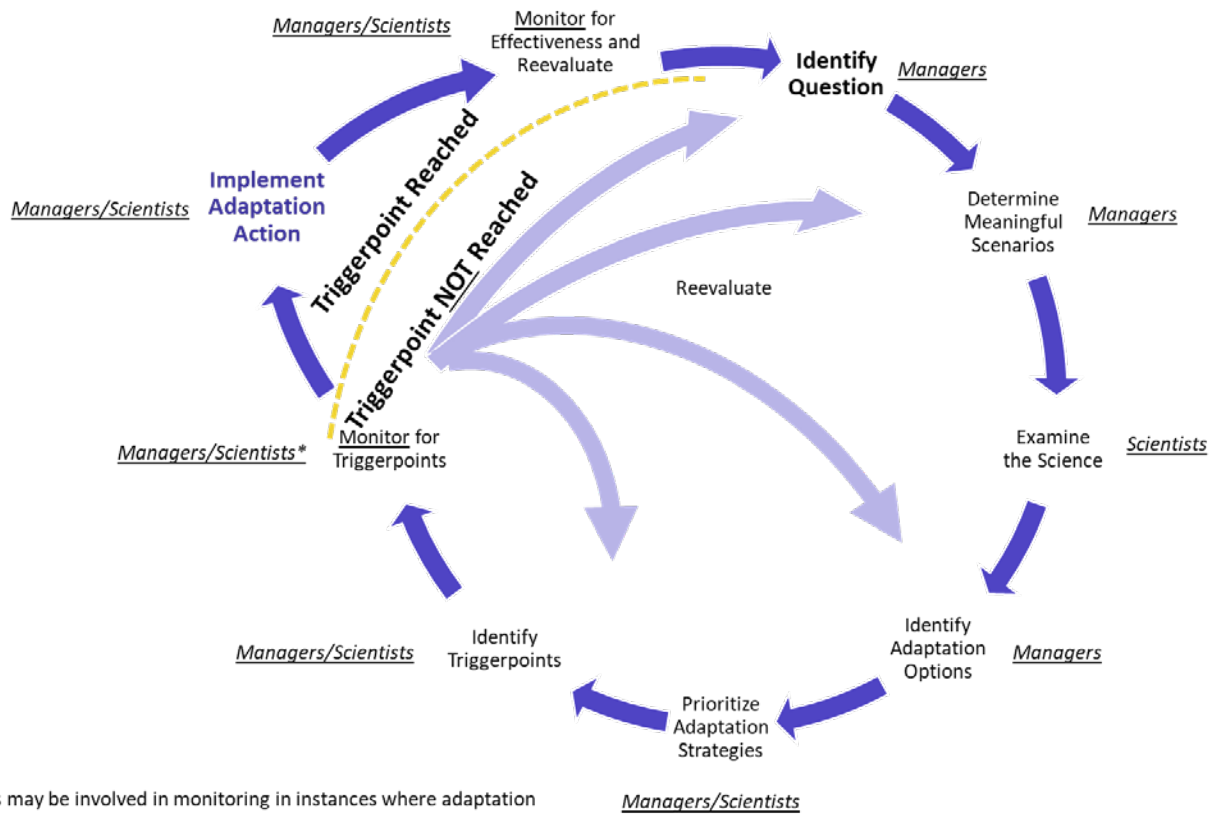 Managers/Scientists
Monitor for
Effectiveness and
Reevaluate
Identify
Question
Managers
Determine
Meaningful
Scenarios
Managers
Examine
the Science
Scientists
Identify
Adaptation
Options
Managers
Prioritize
Adaptation
Strategies
Managers/Scientists
Identify
Triggerpoints
Managers/Scientists
Monitor for
Triggerpoints
Managers/Scientists*
Implement
Adaptation
Action
Managers/Scientists
Triggerpoint Reached
Triggerpoint NOT Reached
Reevaluate
may be involved in monitoring in instances where adaptation